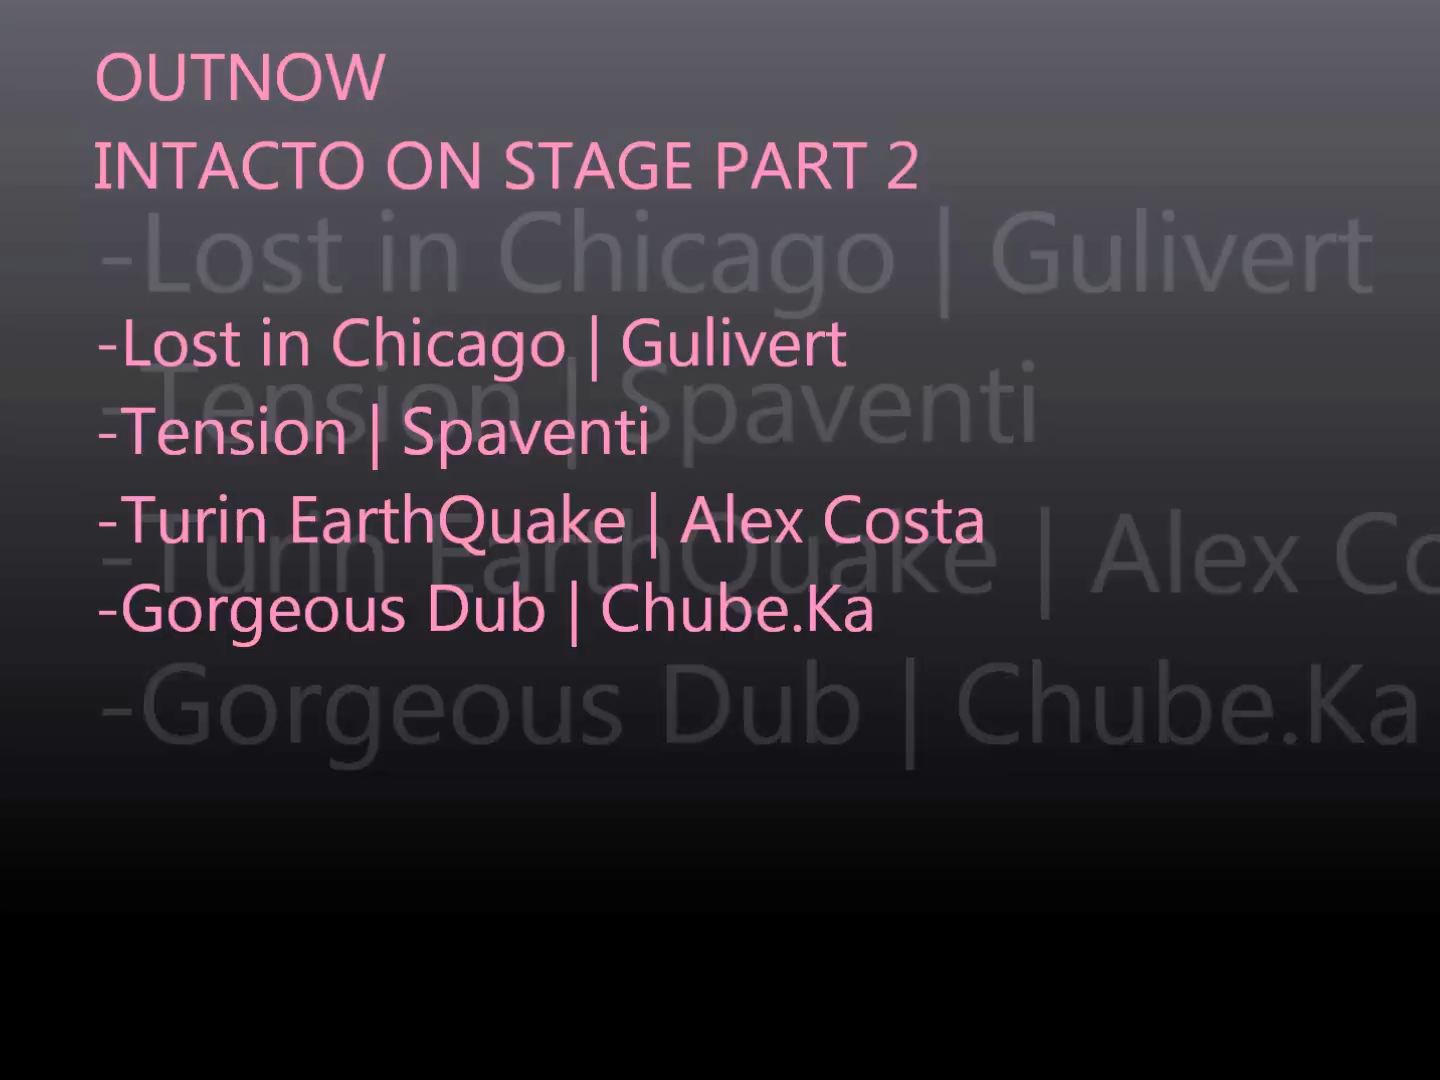 OUTNOW
INTACTO ON STAGE PART 2
-Lost in Chicago | Gulivert
-Lost in Chicago | Gulivert
-Tension | Spaventi
-Tension | Spaventi
-Turin EarthQuake | Alex Costa
-Turin EarthQuake | Alex Co
-Gorgeous Dub | Chube.Ka
-Gorgeous Dub | Chube.Ka